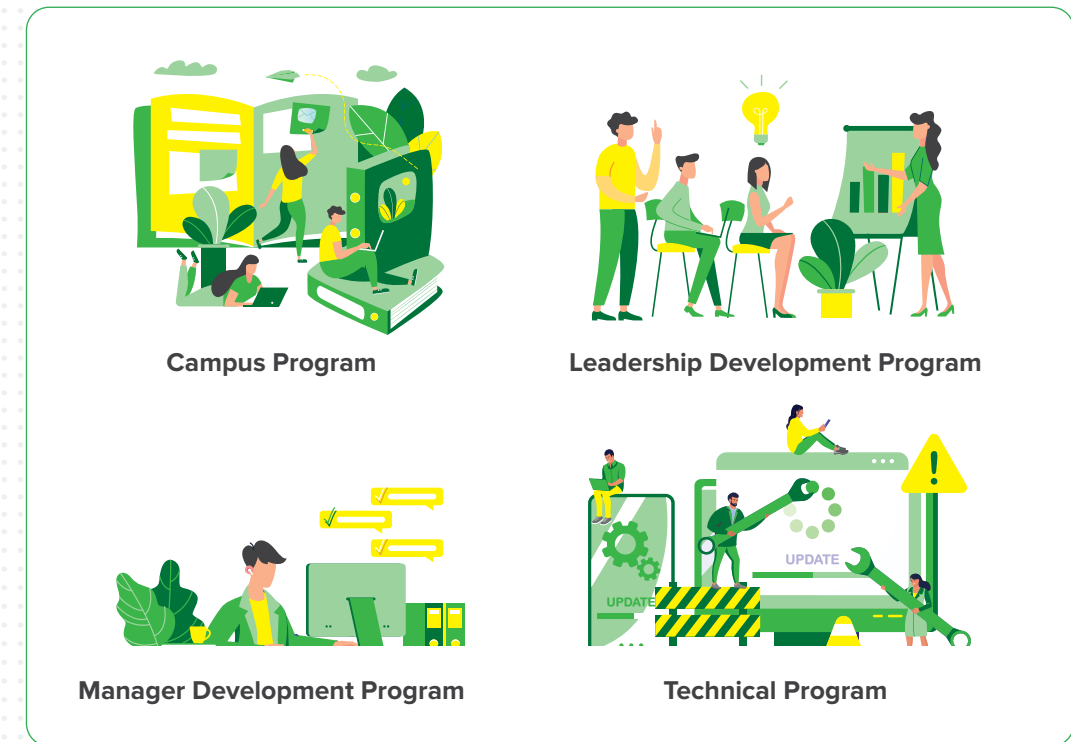 Campus Program
Leadership Development Program
UPDATE
UPDATE
Manager Development Program
Technical Program